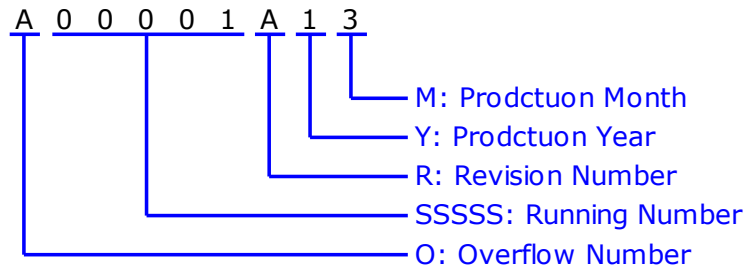 A 0 0 0 0 1 A 1 3
M: Prodctuon Month
Y: Prodctuon Year
R: Revision Number
SSSSS: Running Number
O: Overflow Number